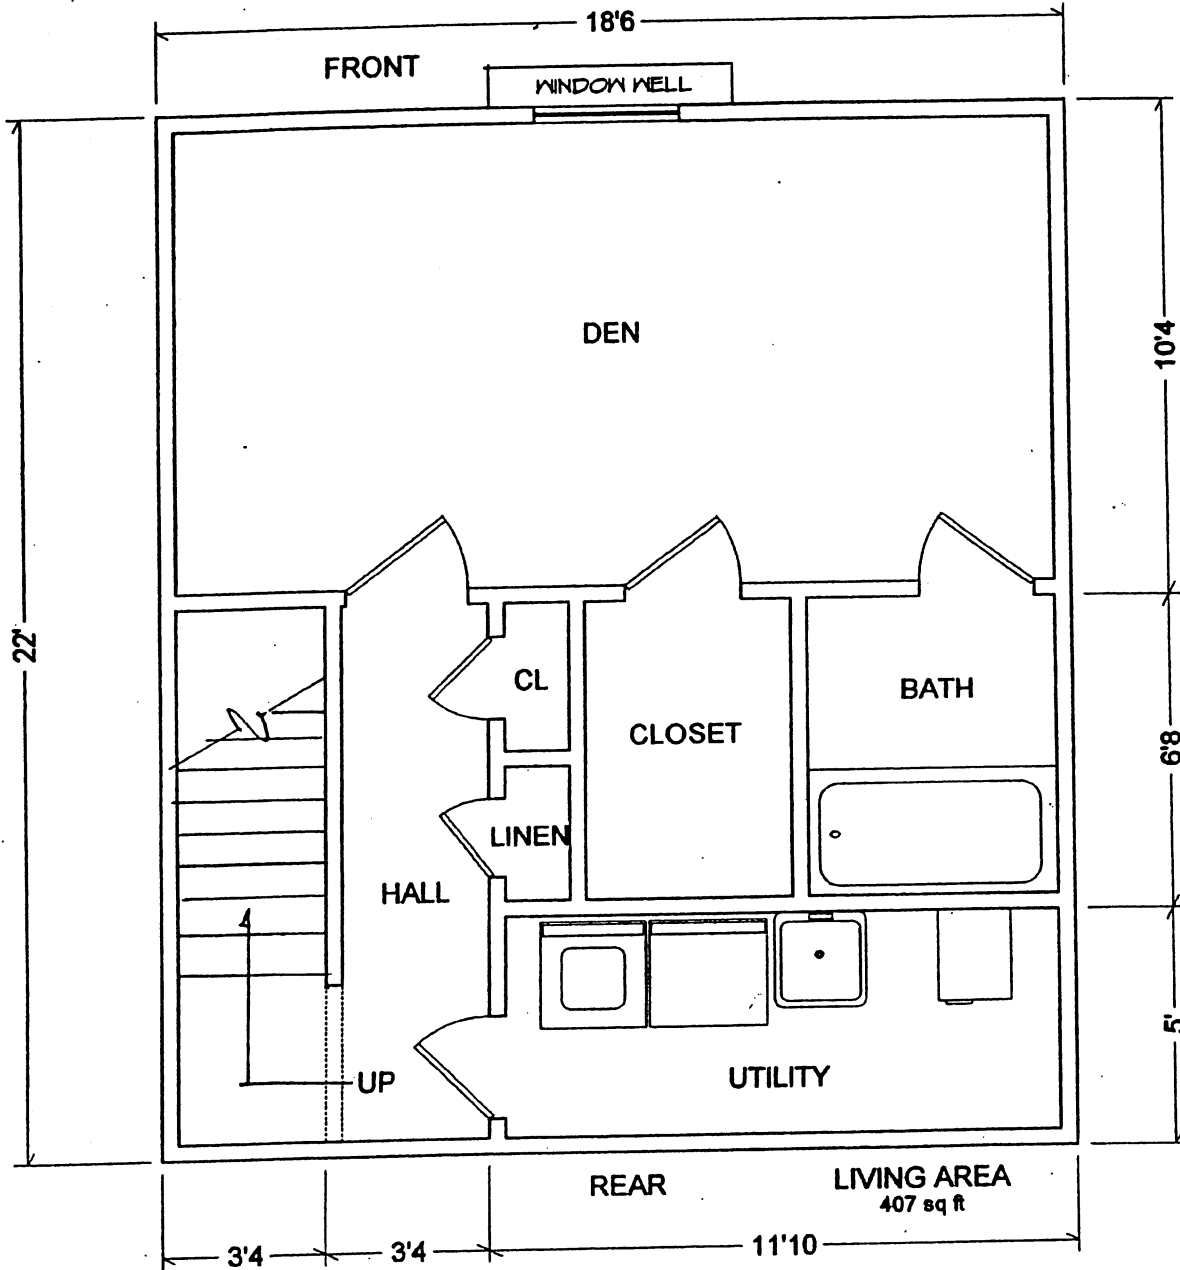 18'6
FRONT
WINDOW WELL
DEN
10'4
22'
CL
BATH
CLOSET
6'8
LINEN
HALL
5'
UP
UTILITY
REAR
LIVING AREA
407 sq ft
3'4
3'4
11'10